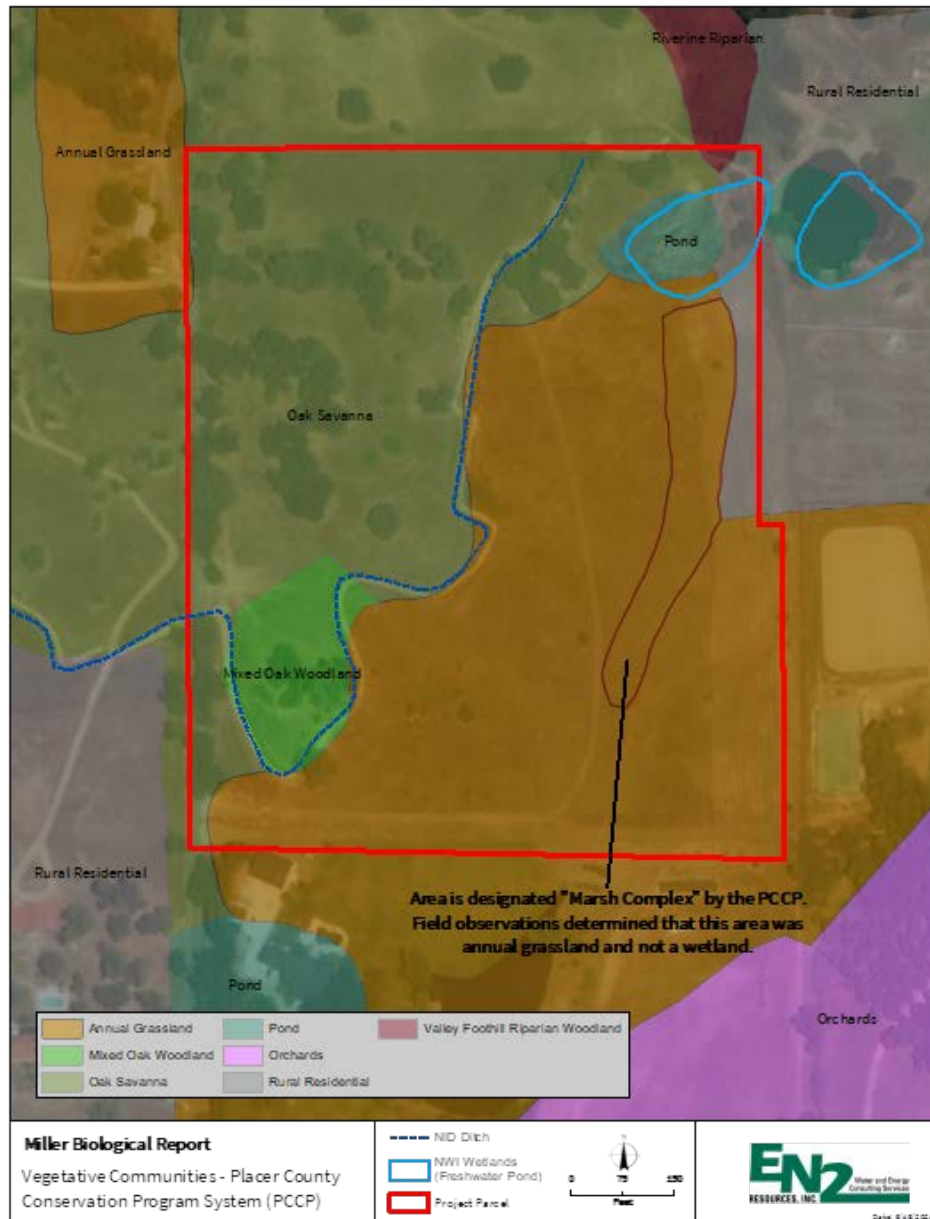 Riverine Riparian
Rural Residential
Annual Grassland
Pond
Oak Savanna
Mixed Oak Woodland
Rural Residential
Area is designated "Marsh Complex" by the PCCP.
Field observations determined that this area was
annual grassland and not a wetland.
Pond
Orchards
Annual Grassland
Pond
Valley Foothill Riparian Woodland
Mixed Oak Woodland
Orchards
Oak Savanna
Rural Residential
Miller Biological Report
Vegetative Communities - Placer County
Conservation Program System (PCCP)
NID Ditch
NWI Wetlands
(Freshwater Pond)
Project Parcel
N
0 75 150
Feet
EN2
RESOURCES, INC.
Water and Energy
Consulting Services